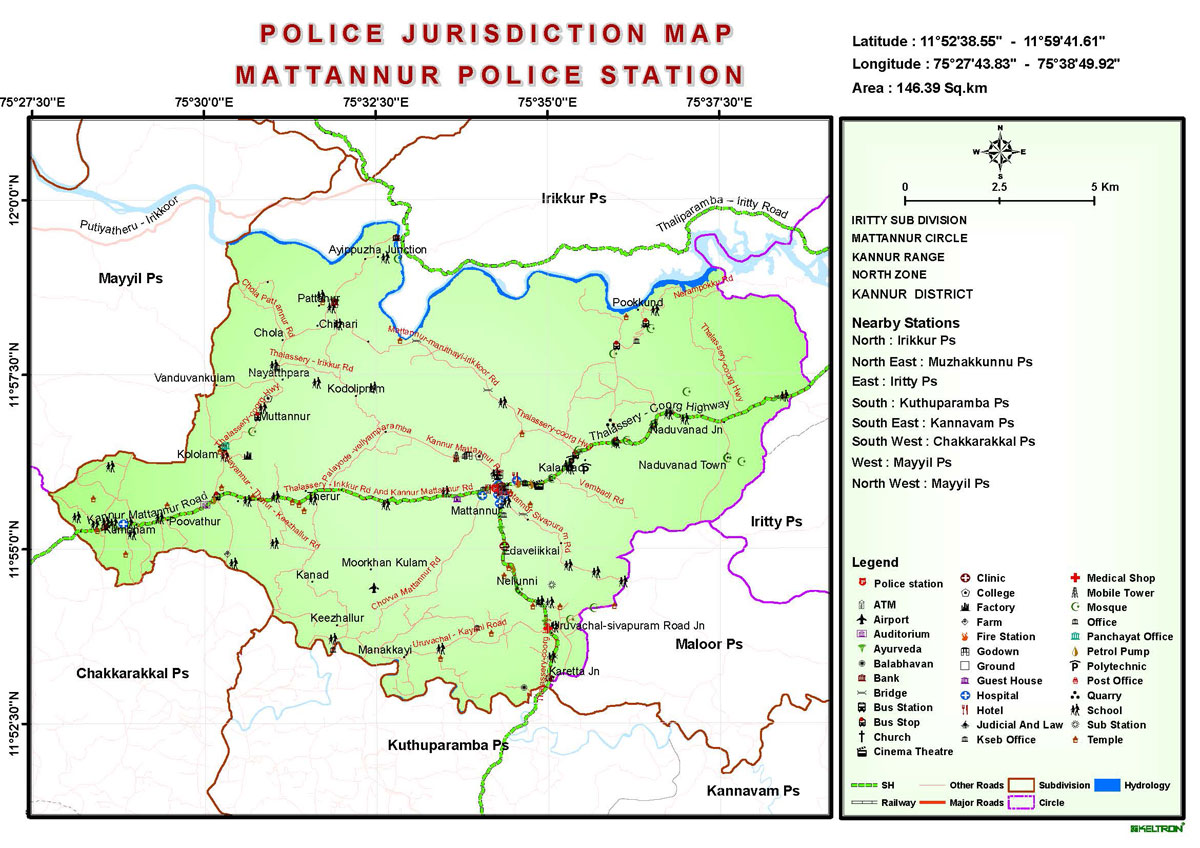 POLICE JURISDICTION MAP
MATTANNUR POLICE STATION
Latitude : 11°52'38.55" - 11°59'41.61"
Longitude : 75°27'43.83" - 75°38'49.92"
Area : 146.39 Sq.km
75°27'30"E
75°30'0"E
75°32'30"E
75°35'0"E
75°37'30"E
12°0'0"N
11°57'30"N
11°55'0"N
11°52'30"N
Irikkur Ps
Thaliparamba – Iritty Road
Putiyatheru - Irikkoor
Mayyil Ps
Ayippuzha Junction
Chola Pattannur Rd
Pattanur
Chitrari
Chola
Mattannur-maruthayi-irikkoor Rd
Pookkund
Nerampokku Rd
Thalassery-coorg Hwy
Thalassery - Irikkur Rd
Nayathpara
Vanduvankulam
Kodolipram
Thalassery-coorg Hwy
Muttannur
Thalassery-coorg Hwy
Thalassery - Coorg Highway
Naduvanad Jn
Palayode-valliyambaramba
Kannur Mattannur Rd
Kololam
Kalamrod
Naduvanad Town
Vembadi Rd
Thalassery - Irikkur Rd And Kannur Mattannur Rd
Therur
Kannur Mattannur Road
Poovathur
Mattannur
Iritty Ps
Edavelikkal
Moorkhan Kulam
Kanad
Chovva Mattannur Rd
Nellunni
Keezhallur
Uruvachal - Kayani Road
Uruvachal-sivapuram Road Jn
Manakkayi
Maloor Ps
Karetta Jn
Chakkarakkal Ps
Kuthuparamba Ps
Kannavam Ps
N
W E
S
0 2.5 5 Km
IRITTY SUB DIVISION
MATTANNUR CIRCLE
KANNUR RANGE
NORTH ZONE
KANNUR DISTRICT
Nearby Stations
North : Irikkur Ps
North East : Muzhakkunnu Ps
East : Iritty Ps
South : Kuthuparamba Ps
South East : Kannavam Ps
South West : Chakkarakkal Ps
West : Mayyil Ps
North West : Mayyil Ps
Legend
Police station
ATM
Airport
Auditorium
Ayurveda
Balabhavan
Bank
Bridge
Bus Station
Bus Stop
Church
Cinema Theatre
Clinic
College
Factory
Farm
Fire Station
Godown
Ground
Guest House
Hospital
Hotel
Judicial And Law
Kseb Office
Medical Shop
Mobile Tower
Mosque
Office
Panchayat Office
Petrol Pump
Polytechnic
Post Office
Quarry
School
Sub Station
Temple
SH Other Roads Subdivision Hydrology
Railway Major Roads Circle
KELTRON